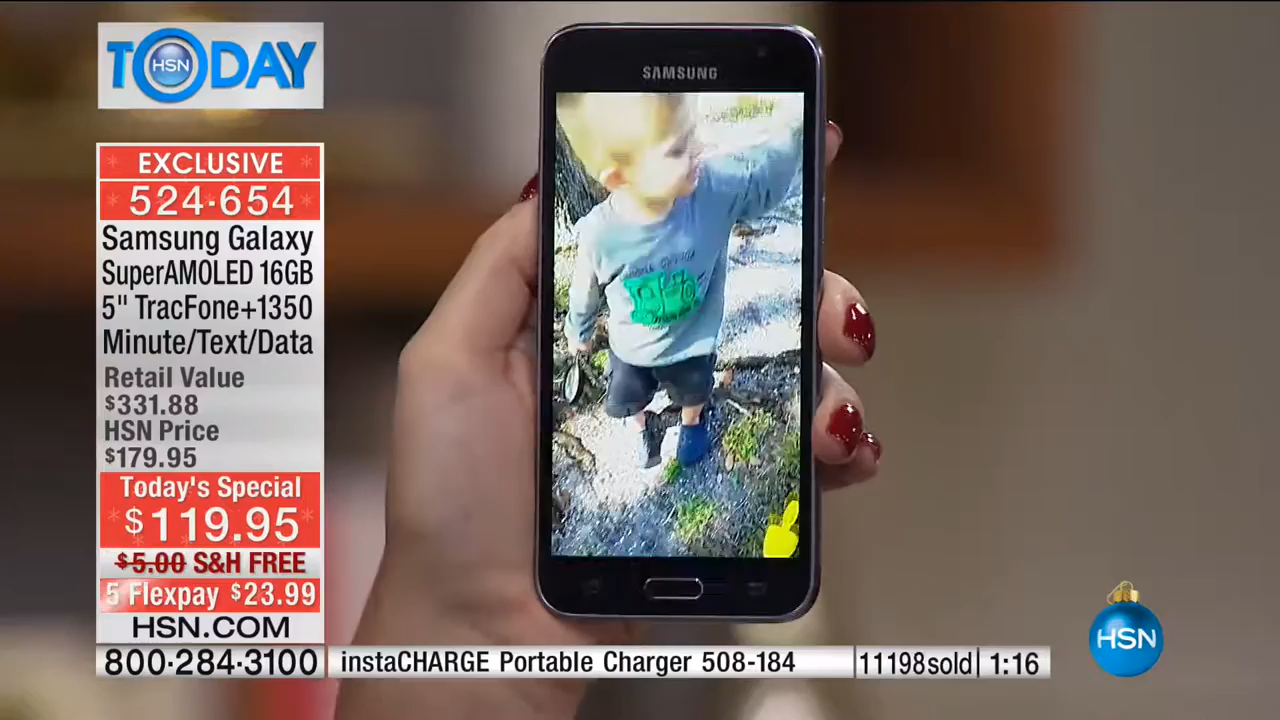 TODAY
HSN
EXCLUSIVE
524-654
Samsung Galaxy
SuperAMOLED 16GB
5" TracFone+1350
Minute/Text/Data
Retail Value
$331.88
HSN Price
$179.95
Today's Special
$119.95
$5.00 S&H FREE
5 Flexpay $23.99
HSN.COM
800·284·3100
instaCHARGE Portable Charger 508-184
11198sold
1:16
SAMSUNG
HSN